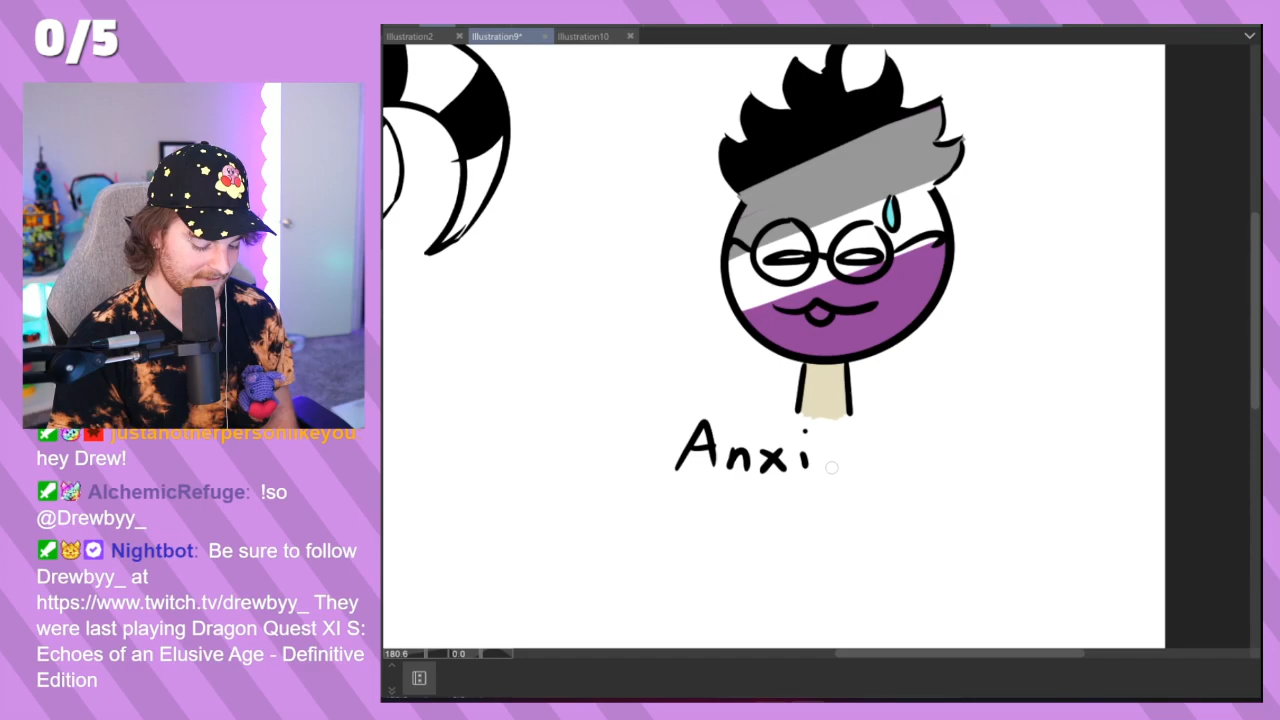 0/5
Illustration2
Illustration9*
Illustration10
justanotherpersonlikeyou
hey Drew!
AlchemicRefuge: !so
@Drewbyy_
Nightbot: Be sure to follow
Drewbyy_ at
https://www.twitch.tv/drewbyy_ They
were last playing Dragon Quest XI S:
Echoes of an Elusive Age - Definitive
Edition
Anxi
180.6
0.0